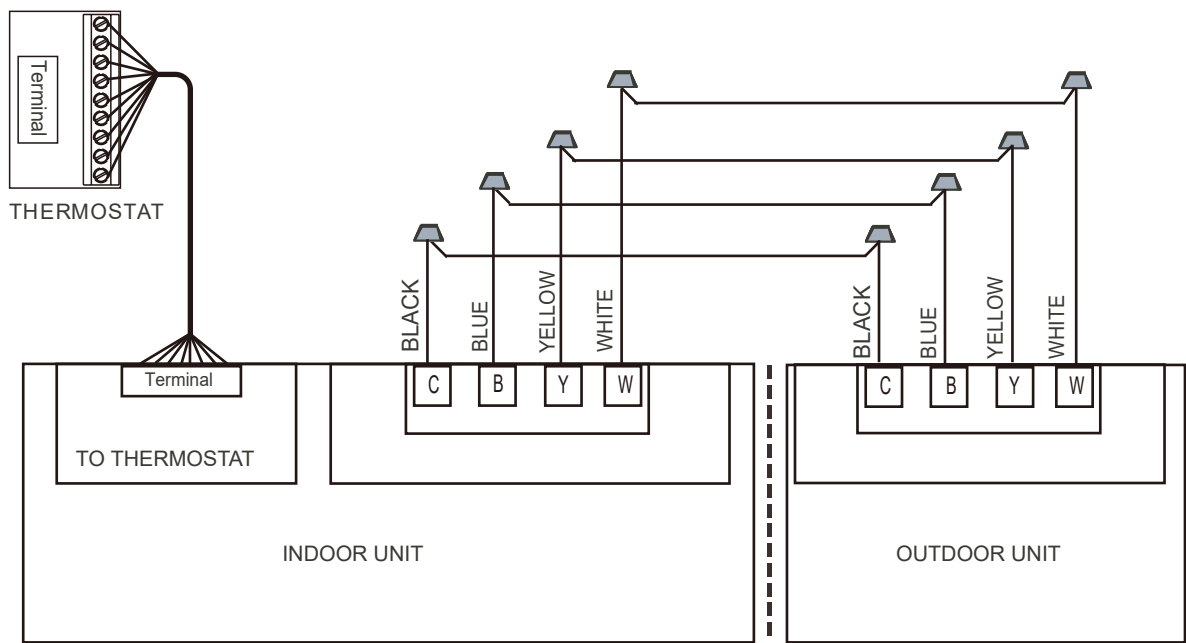 Terminal
THERMOSTAT
BLACK
BLUE
YELLOW
WHITE
BLACK
BLUE
YELLOW
WHITE
Terminal
C
B
Y
W
C
B
Y
W
TO THERMOSTAT
INDOOR UNIT
OUTDOOR UNIT